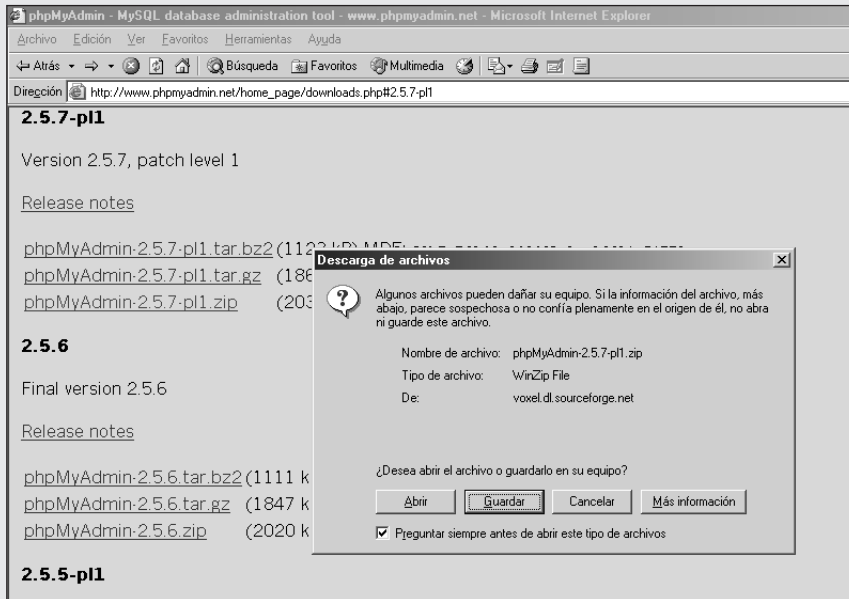 phpMyAdmin - MySQL database administration tool - www.phpmyadmin.net - Microsoft Internet Explorer
Archivo Edición Ver Favoritos Herramientas Ayuda
Atrás Búsqueda Favoritos Multimedia
Dirección http://www.phpmyadmin.net/home_page/downloads.php#2.5.7-pl1
2.5.7-pl1
Version 2.5.7, patch level 1
Release notes
phpMyAdmin-2.5.7-pl1.tar.bz2 (112
phpMyAdmin-2.5.7-pl1.tar.gz (186
phpMyAdmin-2.5.7-pl1.zip (203
2.5.6
Final version 2.5.6
Release notes
phpMyAdmin-2.5.6.tar.bz2 (1111 k
phpMyAdmin-2.5.6.tar.gz (1847 k
phpMyAdmin-2.5.6.zip (2020 k
2.5.5-pl1
Descarga de archivos
Algunos archivos pueden dañar su equipo. Si la información del archivo, más
abajo, parece sospechosa o no confía plenamente en el origen de él, no abra
ni guarde este archivo.
Nombre de archivo: phpMyAdmin-2.5.7-pl1.zip
Tipo de archivo: WinZip File
De: voxel.dl.sourceforge.net
¿Desea abrir el archivo o guardarlo en su equipo?
Abrir Guardar Cancelar Más información
Preguntar siempre antes de abrir este tipo de archivos